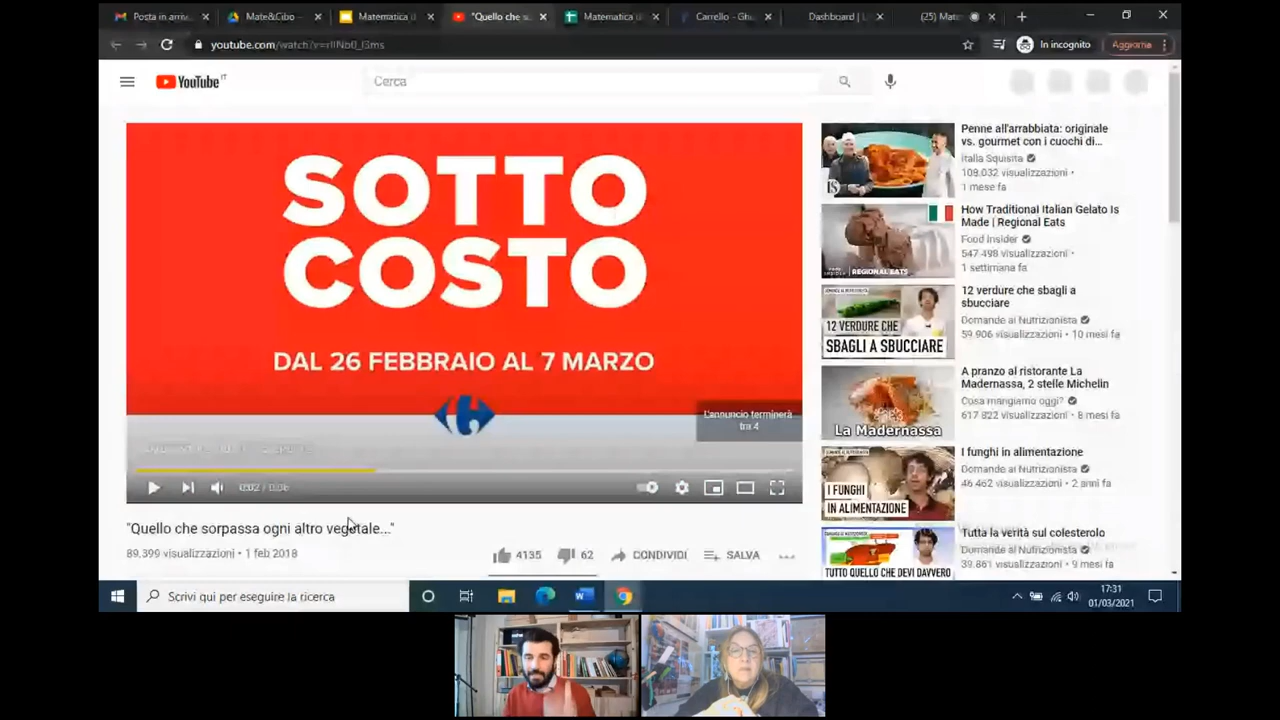 Posta in arriv
Mate&Cibo –
Matematica d
"Quello che so
Matematica d
Carrello - Gho
Dashboard | L
(25) Mate
youtube.com/watch?v=
In incognito
Aggiorna
YouTube IT
Cerca
SOTTO
COSTO
DAL 26 FEBBRAIO AL 7 MARZO
L'annuncio terminerà
tra 4
0:02 / 0:06
"Quello che sorpassa ogni altro vegetale..."
89.399 visualizzazioni • 1 feb 2018
4135
62
CONDIVIDI
SALVA
Penne all'arrabbiata: originale
vs. gourmet con i cuochi di...
Italia Squisita
108.032 visualizzazioni •
1 mese fa
How Traditional Italian Gelato Is
Made | Regional Eats
Food Insider
547.498 visualizzazioni •
1 settimana fa
REGIONAL EATS
12 verdure che sbagli a
sbucciare
Domande al Nutrizionista
59.906 visualizzazioni • 10 mesi fa
12 VERDURE CHE
SBAGLI A SBUCCIARE
A pranzo al ristorante La
Madernassa, 2 stelle Michelin
Cosa mangiamo oggi?
617.822 visualizzazioni • 8 mesi fa
La Madernassa
I funghi in alimentazione
Domande al Nutrizionista
46.462 visualizzazioni • 2 anni fa
I FUNGHI
IN ALIMENTAZIONE
Tutta la verità sul colesterolo
Domande al Nutrizionista
39.861 visualizzazioni • 9 mesi fa
TUTTO QUELLO CHE DEVI DAVVERO
Scrivi qui per eseguire la ricerca
17:31
01/03/2021